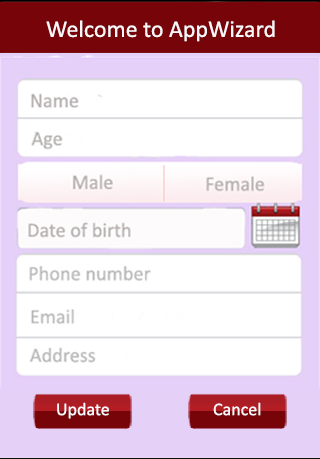 Welcome to AppWizard
Name
Age
Male Female
Date of birth
Phone number
Email
Address
Update Cancel